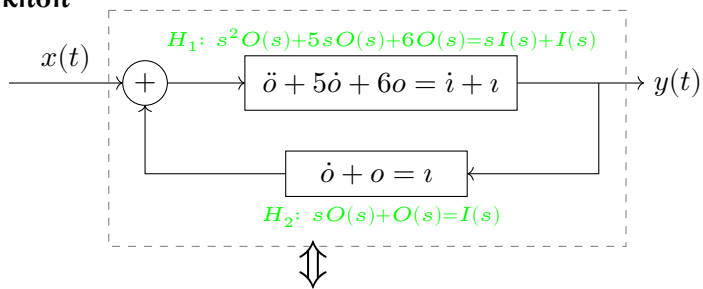 H₁: s²O(s)+5sO(s)+6O(s)=sI(s)+I(s)
x(t)
+
ö + 5ȯ + 6o = i̇ + ı
y(t)
ȯ + o = ı
H₂: sO(s)+O(s)=I(s)